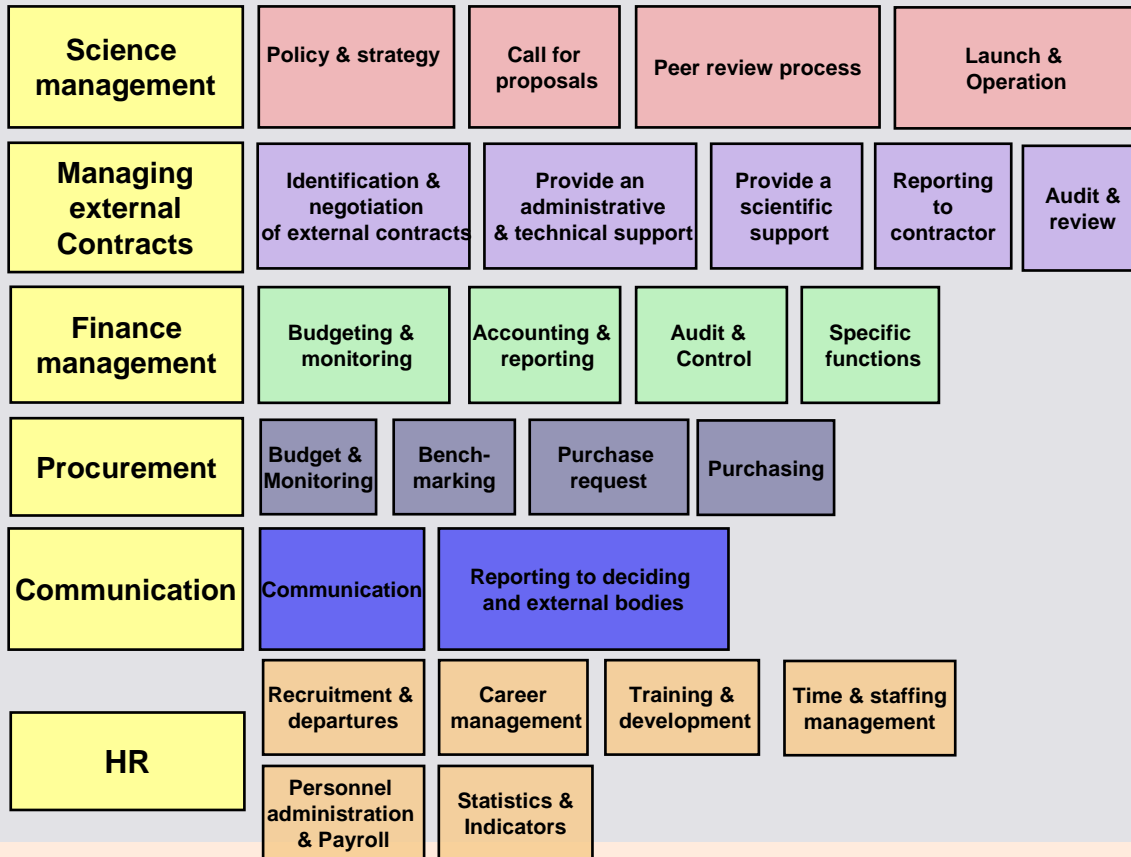 Science
management
Policy & strategy
Call for
proposals
Peer review process
Launch &
Operation
Managing
external
Contracts
Identification &
negotiation
of external contracts
Provide an
administrative
& technical support
Provide a
scientific
support
Reporting
to
contractor
Audit &
review
Finance
management
Budgeting &
monitoring
Accounting &
reporting
Audit &
Control
Specific
functions
Procurement
Budget &
Monitoring
Bench-
marking
Purchase
request
Purchasing
Communication
Communication
Reporting to deciding
and external bodies
HR
Recruitment &
departures
Career
management
Training &
development
Time & staffing
management
Personnel
administration
& Payroll
Statistics &
Indicators